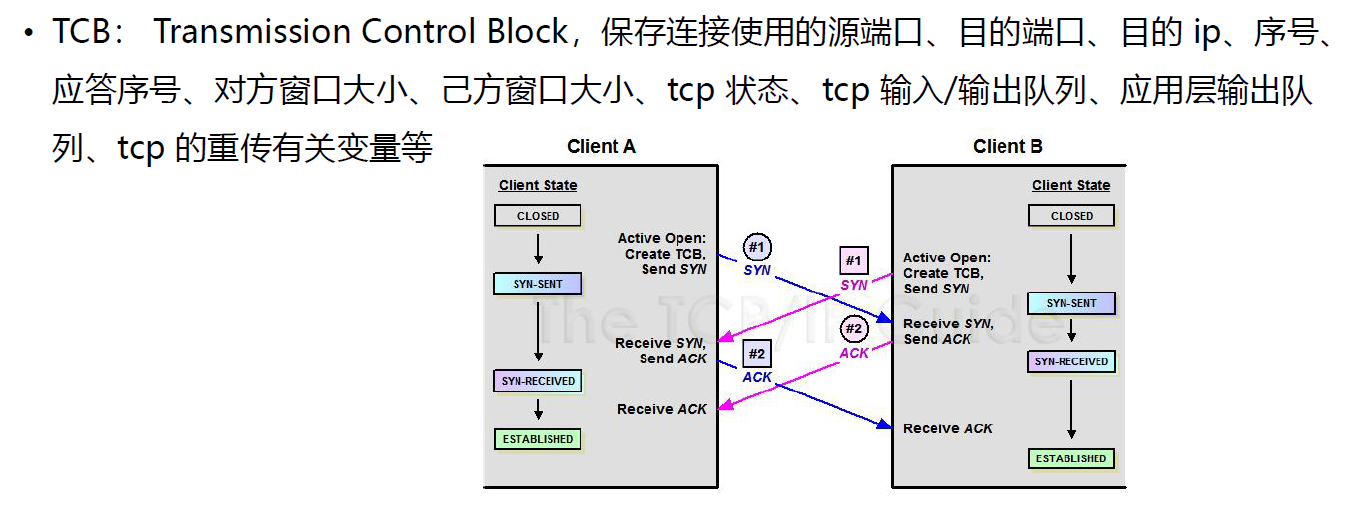 • TCB： Transmission Control Block，保存连接使用的源端口、目的端口、目的 ip、序号、
应答序号、对方窗口大小、己方窗口大小、tcp 状态、tcp 输入/输出队列、应用层输出队
列、tcp 的重传有关变量等
Client A
Client State
CLOSED
SYN-SENT
SYN-RECEIVED
ESTABLISHED
Active Open:
Create TCB,
Send SYN
Receive SYN,
Send ACK
Receive ACK
#1
SYN
#2
ACK
#1
SYN
#2
ACK
Client B
Client State
CLOSED
SYN-SENT
SYN-RECEIVED
ESTABLISHED
Active Open:
Create TCB,
Send SYN
Receive SYN,
Send ACK
Receive ACK
The TCP/IP Guide